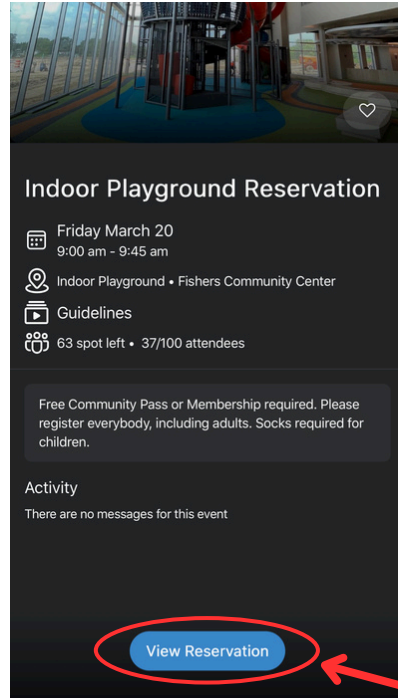 Indoor Playground Reservation
Friday March 20
9:00 am - 9:45 am
Indoor Playground • Fishers Community Center
Guidelines
63 spot left • 37/100 attendees
Free Community Pass or Membership required. Please
register everybody, including adults. Socks required for
children.
Activity
There are no messages for this event
View Reservation